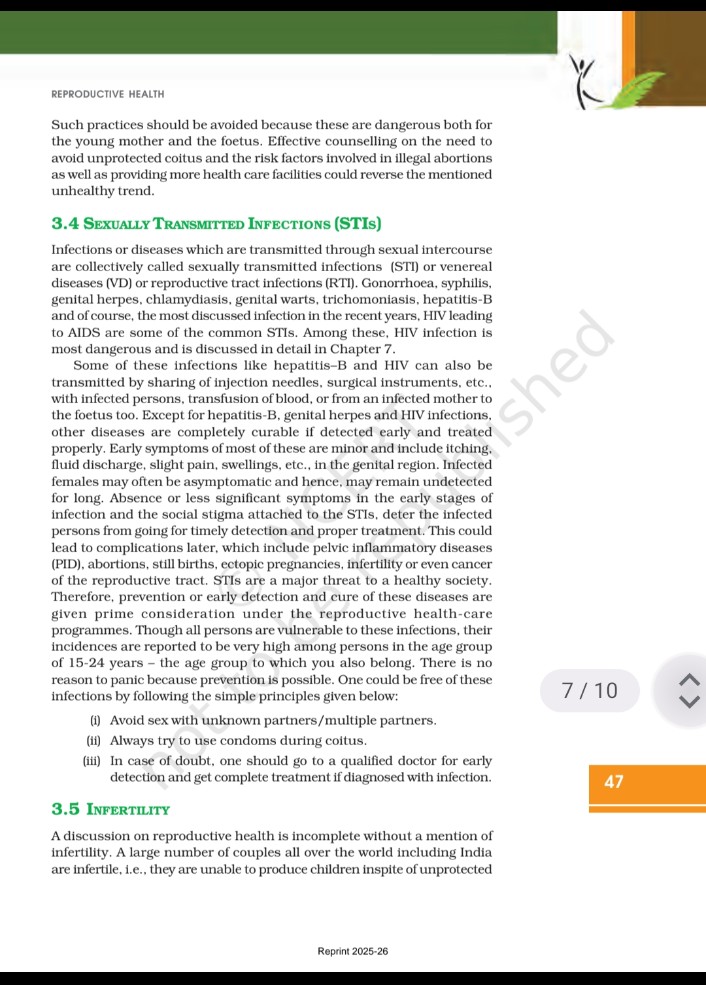 REPRODUCTIVE HEALTH
Such practices should be avoided because these are dangerous both for
the young mother and the foetus. Effective counselling on the need to
avoid unprotected coitus and the risk factors involved in illegal abortions
as well as providing more health care facilities could reverse the mentioned
unhealthy trend.
3.4 SEXUALLY TRANSMITTED INFECTIONS (STIs)
Infections or diseases which are transmitted through sexual intercourse
are collectively called sexually transmitted infections (STI) or venereal
diseases (VD) or reproductive tract infections (RTI). Gonorrhoea, syphilis,
genital herpes, chlamydiasis, genital warts, trichomoniasis, hepatitis-B
and of course, the most discussed infection in the recent years, HIV leading
to AIDS are some of the common STIs. Among these, HIV infection is
most dangerous and is discussed in detail in Chapter 7.
Some of these infections like hepatitis–B and HIV can also be
transmitted by sharing of injection needles, surgical instruments, etc.,
with infected persons, transfusion of blood, or from an infected mother to
the foetus too. Except for hepatitis-B, genital herpes and HIV infections,
other diseases are completely curable if detected early and treated
properly. Early symptoms of most of these are minor and include itching,
fluid discharge, slight pain, swellings, etc., in the genital region. Infected
females may often be asymptomatic and hence, may remain undetected
for long. Absence or less significant symptoms in the early stages of
infection and the social stigma attached to the STIs, deter the infected
persons from going for timely detection and proper treatment. This could
lead to complications later, which include pelvic inflammatory diseases
(PID), abortions, still births, ectopic pregnancies, infertility or even cancer
of the reproductive tract. STIs are a major threat to a healthy society.
Therefore, prevention or early detection and cure of these diseases are
given prime consideration under the reproductive health-care
programmes. Though all persons are vulnerable to these infections, their
incidences are reported to be very high among persons in the age group
of 15-24 years – the age group to which you also belong. There is no
reason to panic because prevention is possible. One could be free of these
infections by following the simple principles given below:
(i) Avoid sex with unknown partners/multiple partners.
(ii) Always try to use condoms during coitus.
(iii) In case of doubt, one should go to a qualified doctor for early
detection and get complete treatment if diagnosed with infection.
7 / 10
47
3.5 INFERTILITY
A discussion on reproductive health is incomplete without a mention of
infertility. A large number of couples all over the world including India
are infertile, i.e., they are unable to produce children inspite of unprotected
Reprint 2025-26
© NCERT
not to be republished